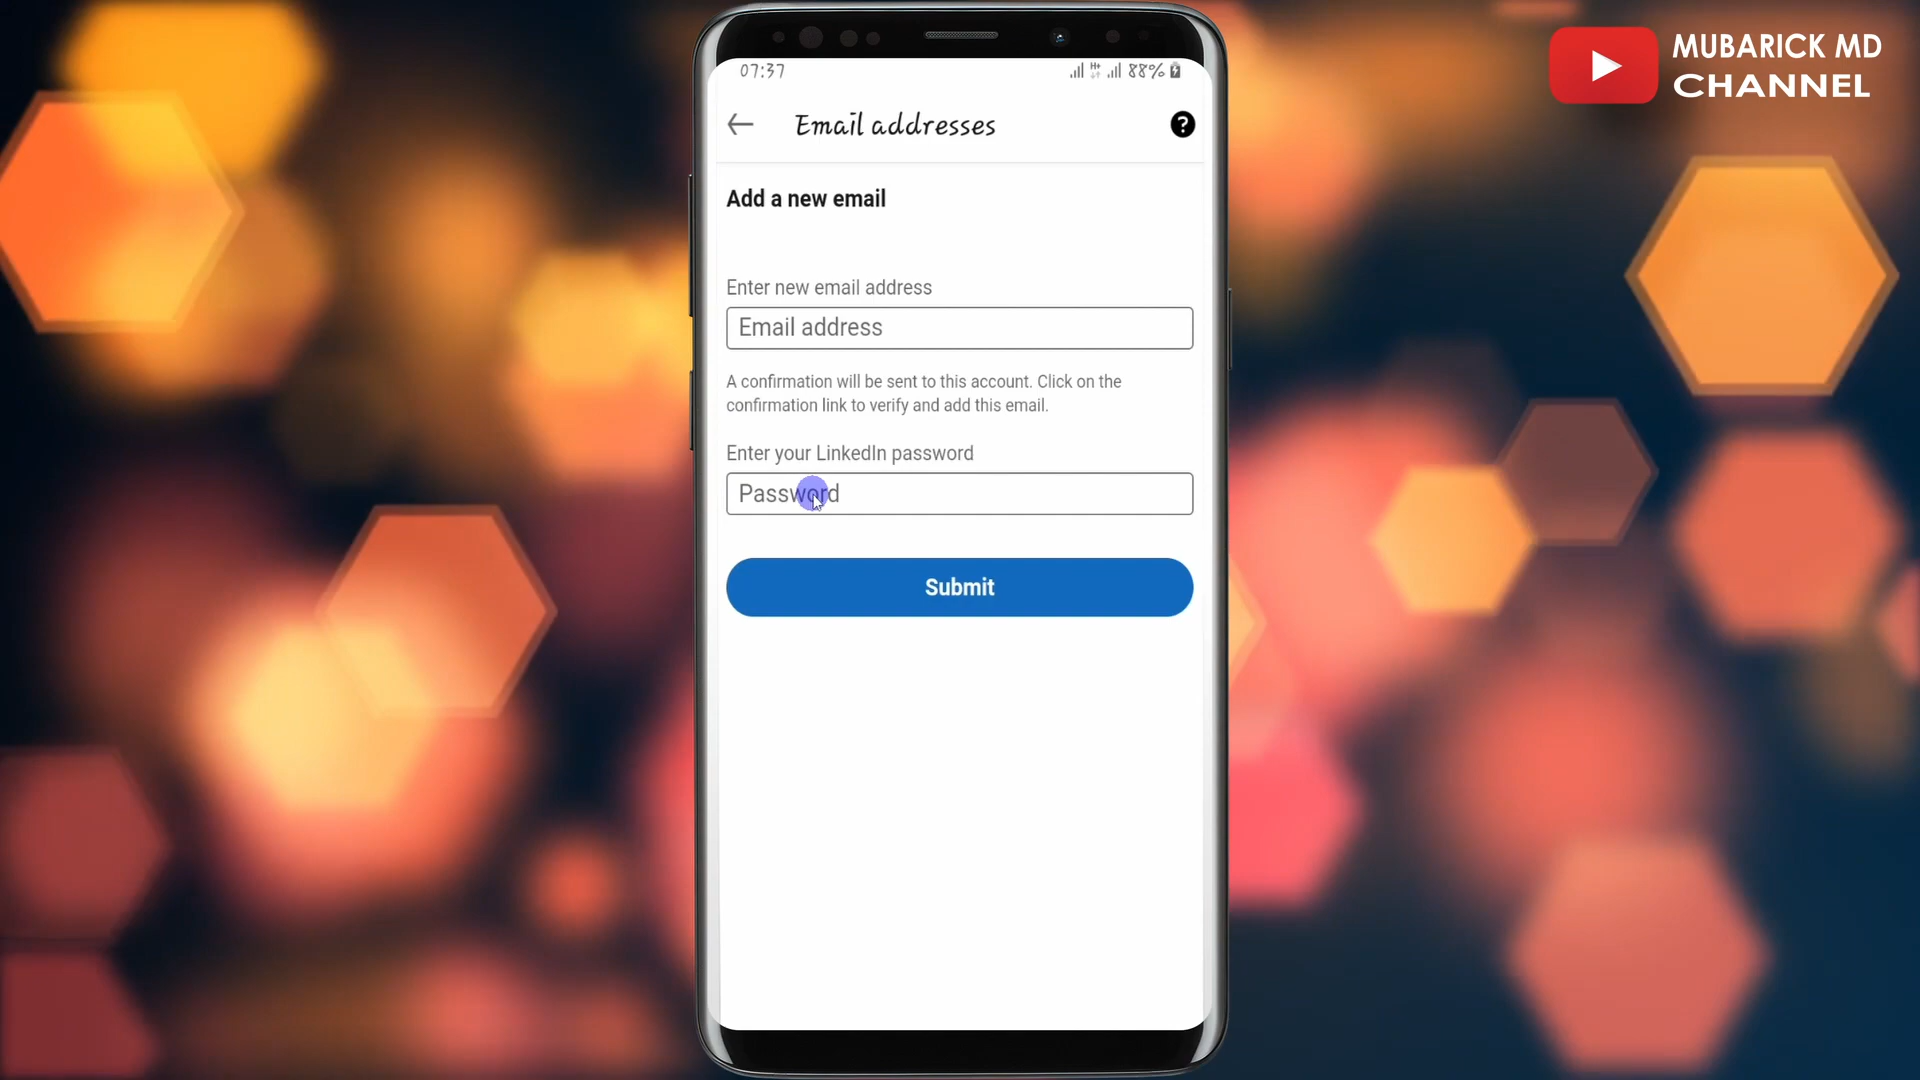 MUBARICK MD
CHANNEL
07:37
88%
Email addresses
Add a new email
Enter new email address
Email address
A confirmation will be sent to this account. Click on the
confirmation link to verify and add this email.
Enter your LinkedIn password
Password
Submit